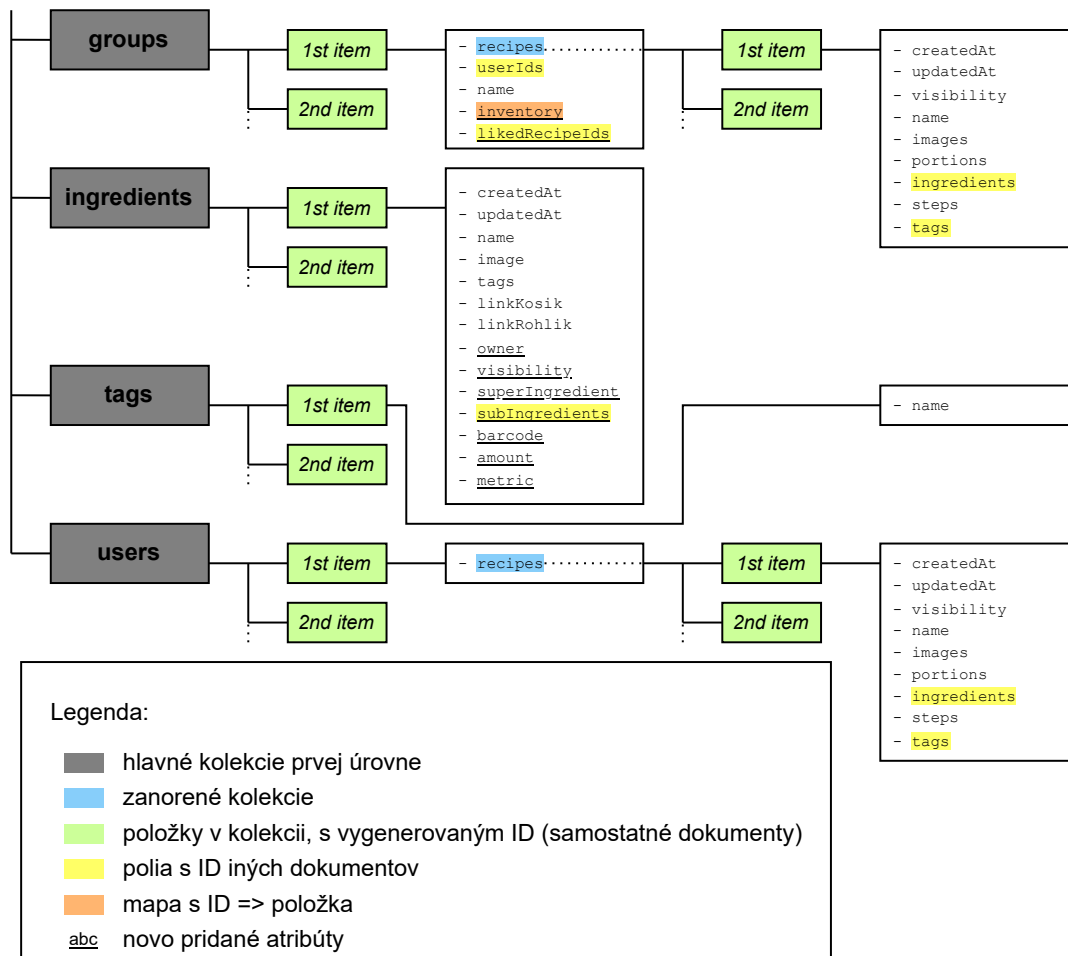 groups
1st item
2nd item
- recipes
- userIds
- name
- inventory
- likedRecipeIds
1st item
2nd item
- createdAt
- updatedAt
- visibility
- name
- images
- portions
- ingredients
- steps
- tags
ingredients
1st item
2nd item
- createdAt
- updatedAt
- name
- image
- tags
- linkKosik
- linkRohlik
- owner
- visibility
- superIngredient
- subIngredients
- barcode
- amount
- metric
tags
1st item
2nd item
- name
users
1st item
2nd item
- recipes
1st item
2nd item
- createdAt
- updatedAt
- visibility
- name
- images
- portions
- ingredients
- steps
- tags
Legenda:
hlavné kolekcie prvej úrovne
zanorené kolekcie
položky v kolekcii, s vygenerovaným ID (samostatné dokumenty)
polia s ID iných dokumentov
mapa s ID => položka
abc novo pridané atribúty